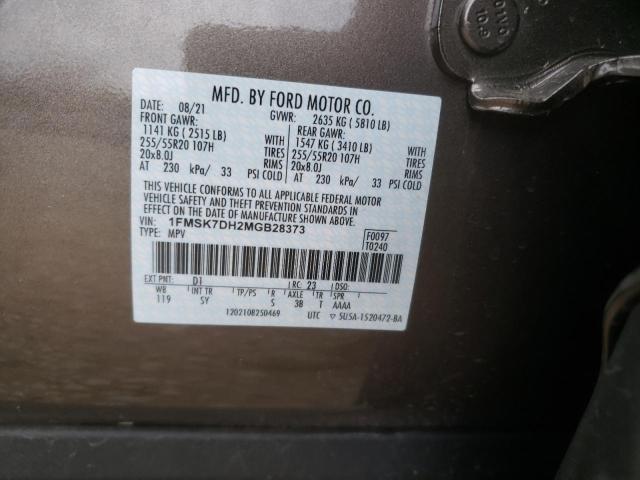 MFD. BY FORD MOTOR CO.
DATE: 08/21 GVWR: 2635 KG ( 5810 LB)
FRONT GAWR: REAR GAWR:
1141 KG ( 2515 LB) 1547 KG ( 3410 LB)
255/55R20 107H TIRES 255/55R20 107H TIRES
20x8.0J RIMS 20x8.0J RIMS
AT 230 kPa/ 33 PSI COLD AT 230 kPa/ 33 PSI COLD
THIS VEHICLE CONFORMS TO ALL APPLICABLE FEDERAL MOTOR
VEHICLE SAFETY AND THEFT PREVENTION STANDARDS IN
EFFECT ON THE DATE OF MANUFACTURE SHOWN ABOVE.
VIN: 1FMSK7DH2MGB28373
TYPE: MPV F0097
T0240
EXT PNT: D1 RC: 23 DSO:
WB INT TR TP/PS R AXLE TR SPR
119 SY S 3B T AAAA
1202108250469 UTC ▽ 5U5A-1520472-BA